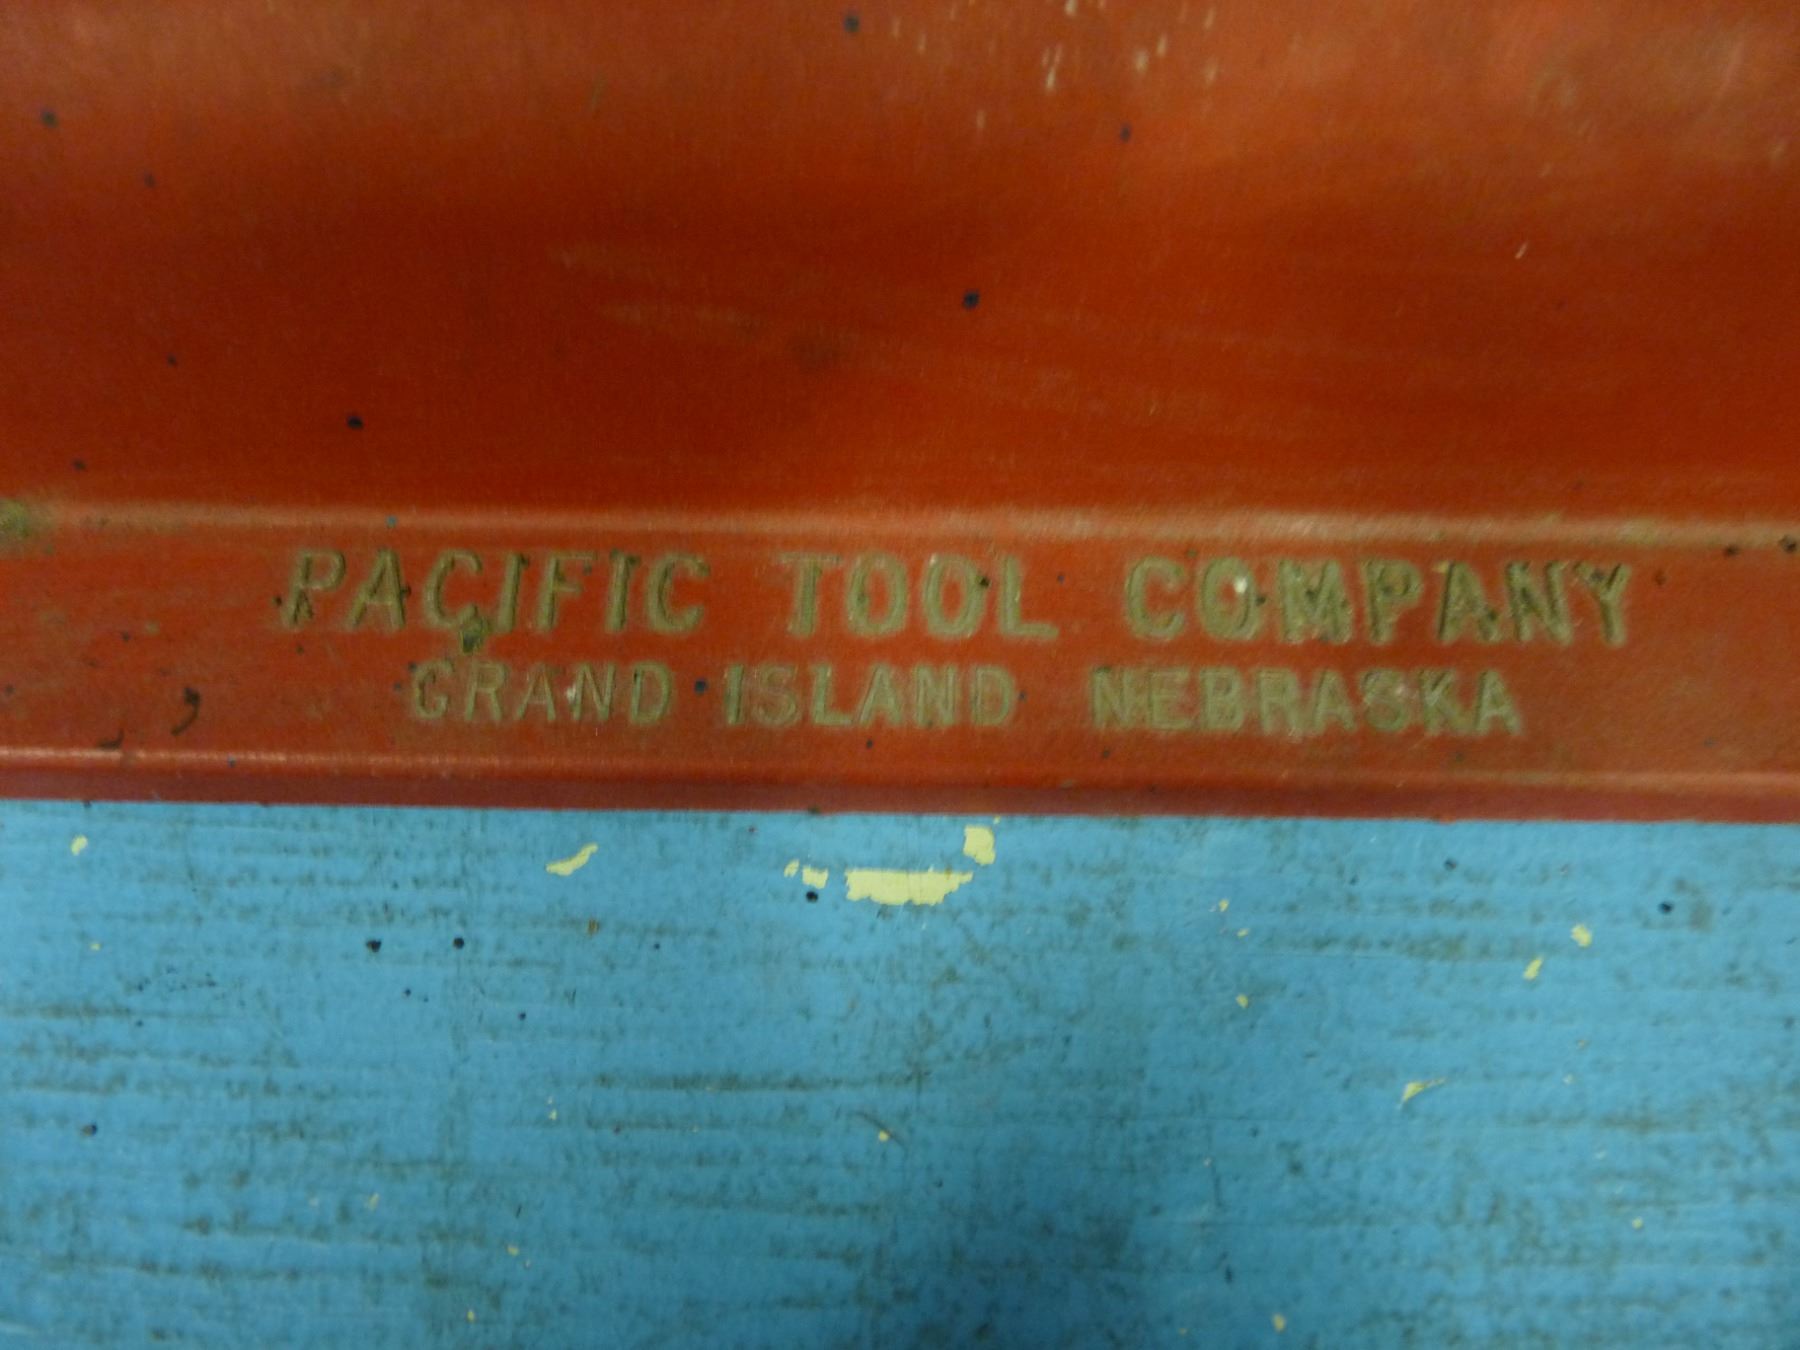 PACIFIC TOOL COMPANY
GRAND ISLAND NEBRASKA